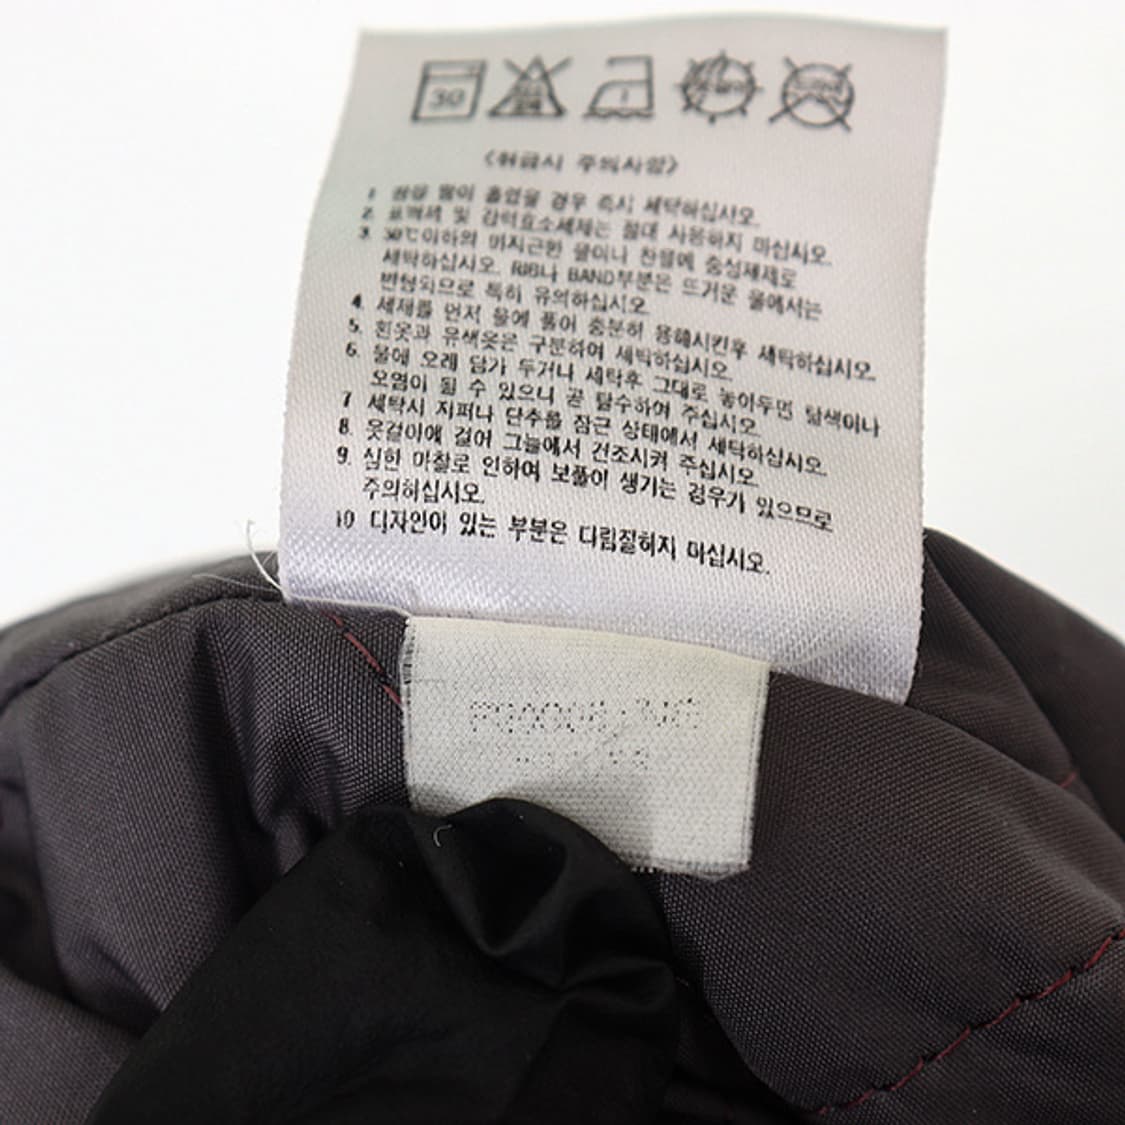 30
<취급시 주의사항>
1 땀이 흘렸을 경우 즉시 세탁하십시오.
2. 표백제 및 강력효소세제는 절대 사용하지 마십시오.
3. 30℃이하의 미지근한 물이나 찬물에 중성세제로
세탁하십시오. RIB나 BAND부분은 뜨거운 물에서는
변형되므로 특히 유의하십시오.
4. 세제를 먼저 물에 풀어 충분히 용해시킨후 세탁하십시오.
5. 흰옷과 유색옷은 구분하여 세탁하십시오.
6. 물에 오래 담가 두거나 세탁후 그대로 놓아두면 탈색이나
오염이 될 수 있으니 곧 탈수하여 주십시오.
7 세탁시 지퍼나 단추를 잠근 상태에서 세탁하십시오.
8. 옷걸이에 걸어 그늘에서 건조시켜 주십시오.
9. 심한 마찰로 인하여 보풀이 생기는 경우가 있으므로
주의하십시오.
10 디자인이 있는 부분은 다림질하지 마십시오.